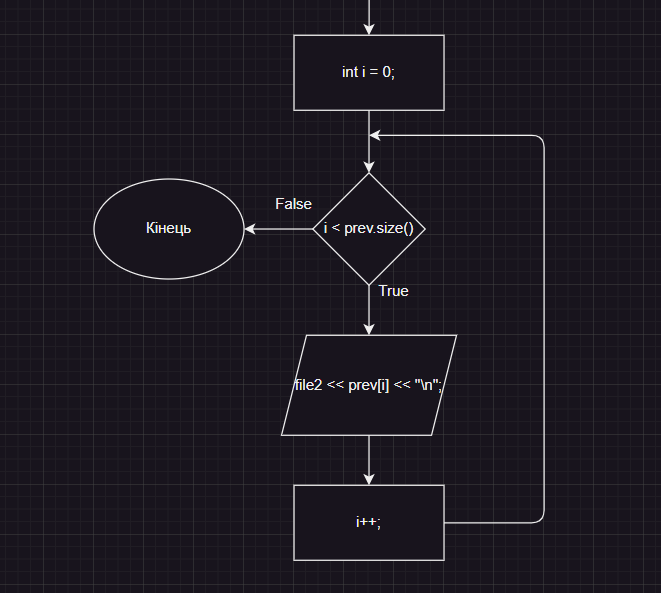 int i = 0;
False
Кінець
i < prev.size()
True
file2 << prev[i] << "\n";
i++;